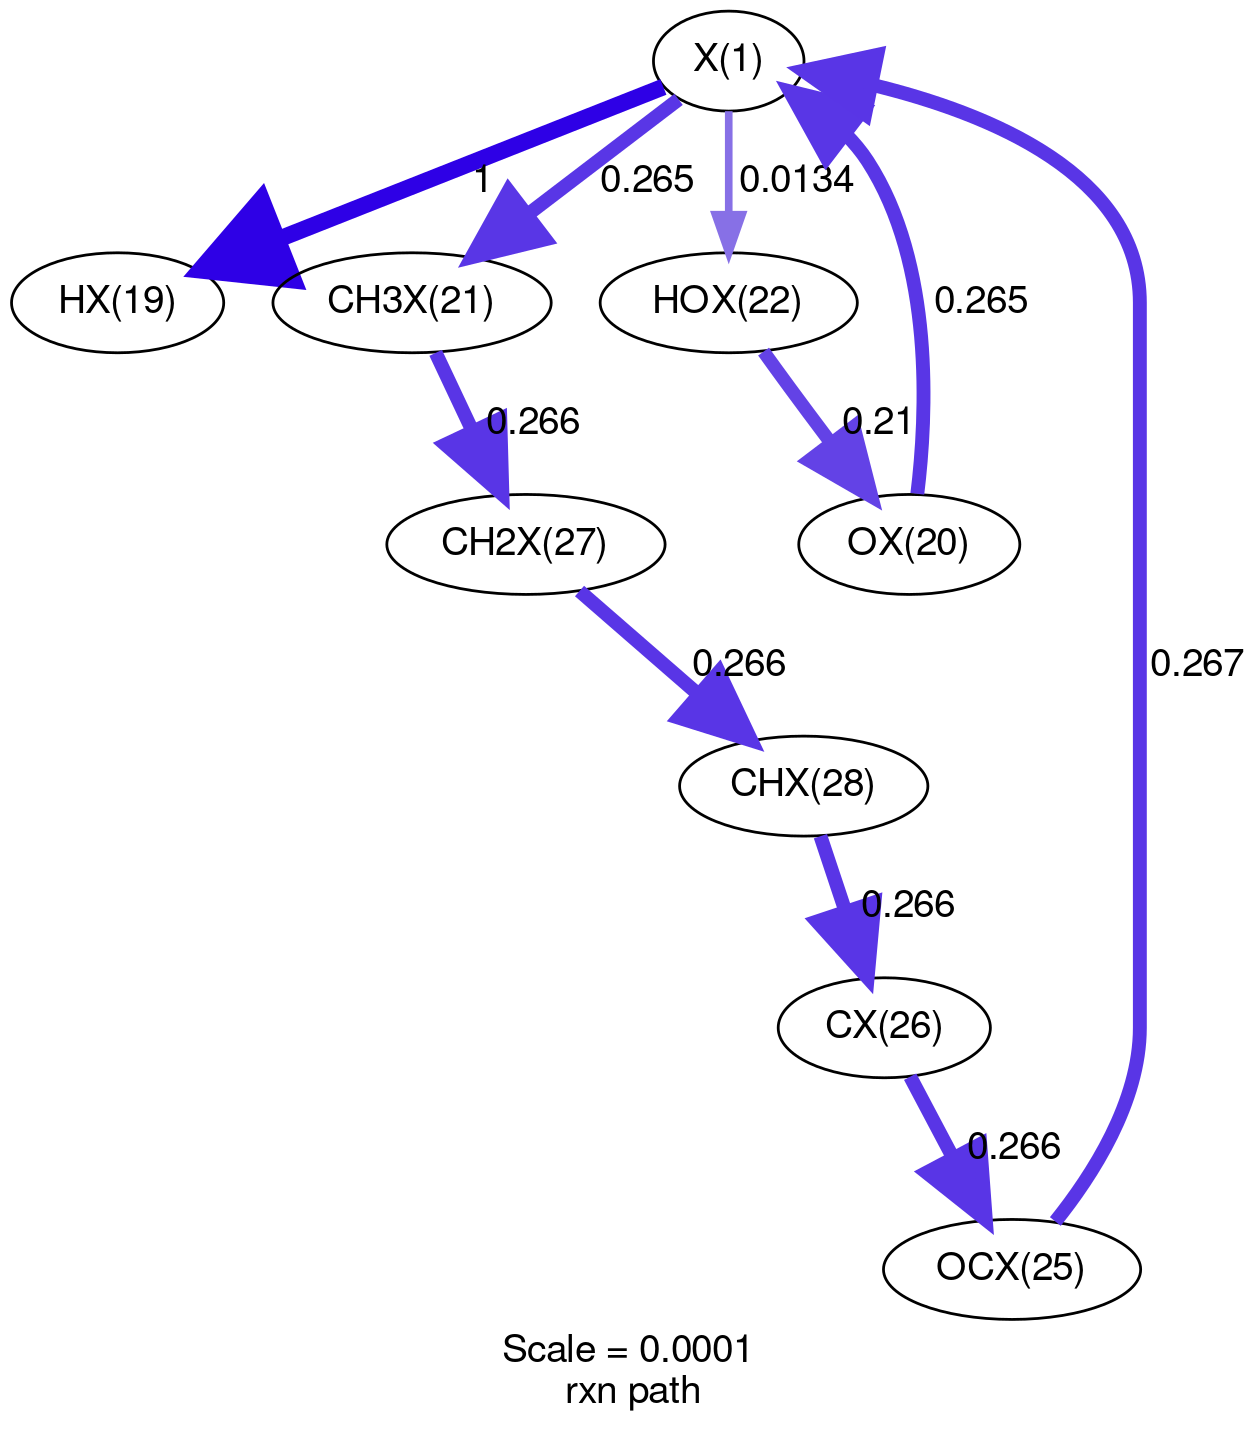 X(1)
1
0.265
0.0134
HX(19)
CH3X(21)
HOX(22)
0.265
0.266
0.21
CH2X(27)
OX(20)
0.266
0.267
CHX(28)
0.266
CX(26)
0.266
OCX(25)
Scale = 0.0001
rxn path